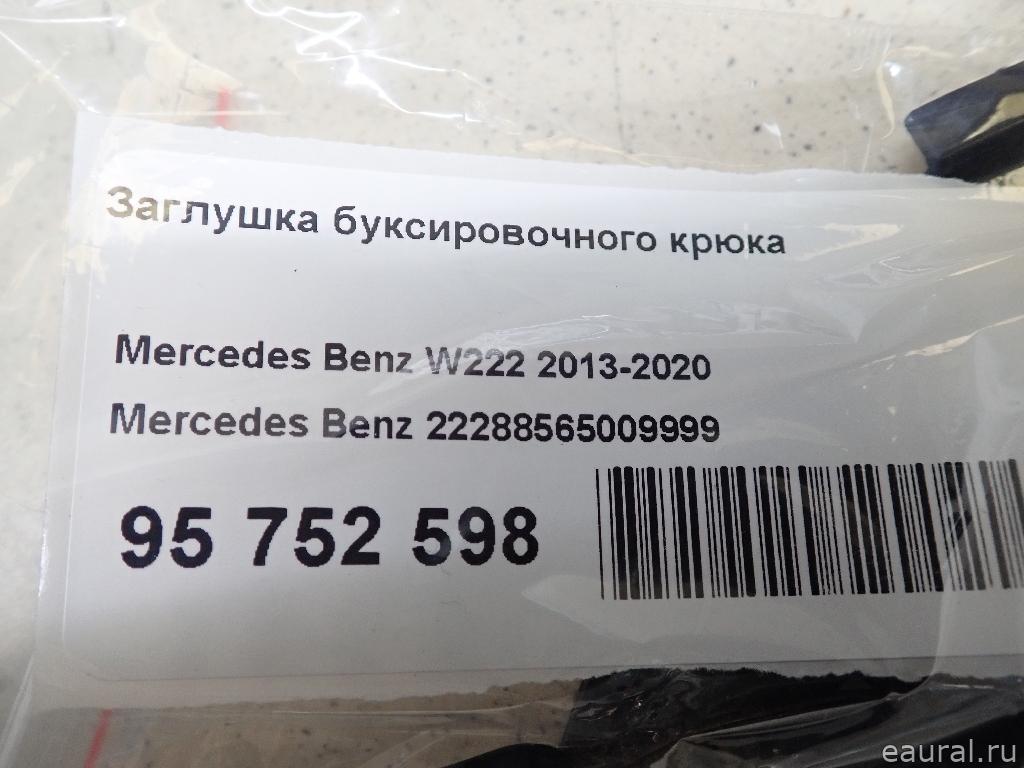 Заглушка буксировочного крюка
Mercedes Benz W222 2013-2020
Mercedes Benz 22288565009999
95 752 598
eaural.ru